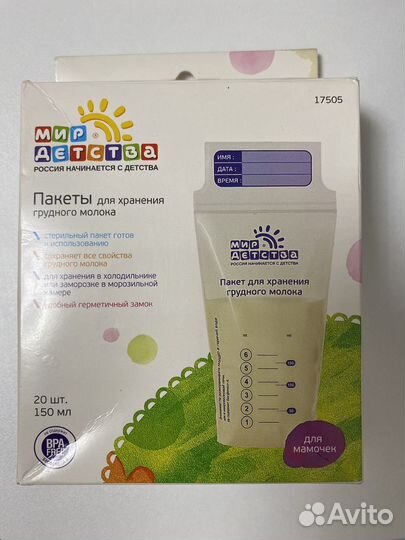 17505
МИР
ДЕТСТВА
РОССИЯ НАЧИНАЕТСЯ С ДЕТСТВА
Пакеты для хранения
грудного молока
стерильный пакет готов
к использованию
сохраняет все свойства
грудного молока
для хранения в холодильнике
или заморозке в морозильной
камере
удобный герметичный замок
20 шт.
150 мл
BPA
FREE
ИМЯ :
ДАТА :
ВРЕМЯ :
МИР
ДЕТСТВА
РОССИЯ НАЧИНАЕТСЯ С ДЕТСТВА
Пакет для хранения
грудного молока
6
5
4
3
2
1
для
мамочек
Avito